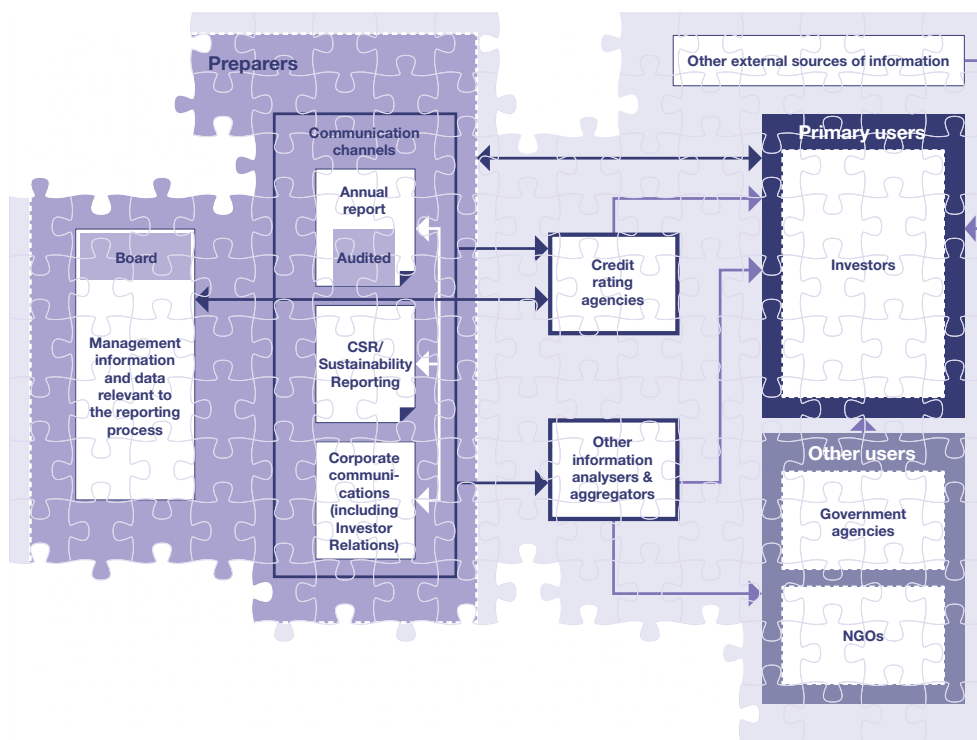 Preparers
Communication
channels
Annual
report
Audited
CSR/
Sustainability
Reporting
Corporate
communi-
cations
(including
Investor
Relations)
Board
Management
information
and data
relevant to
the reporting
process
Credit
rating
agencies
Other
information
analysers &
aggregators
Other external sources of information
Primary users
Investors
Other users
Government
agencies
NGOs